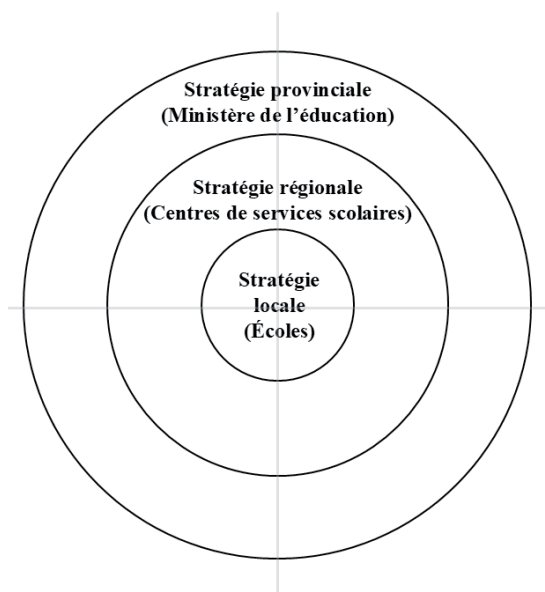 Stratégie provinciale
(Ministère de l’éducation)
Stratégie régionale
(Centres de services scolaires)
Stratégie
locale
(Écoles)